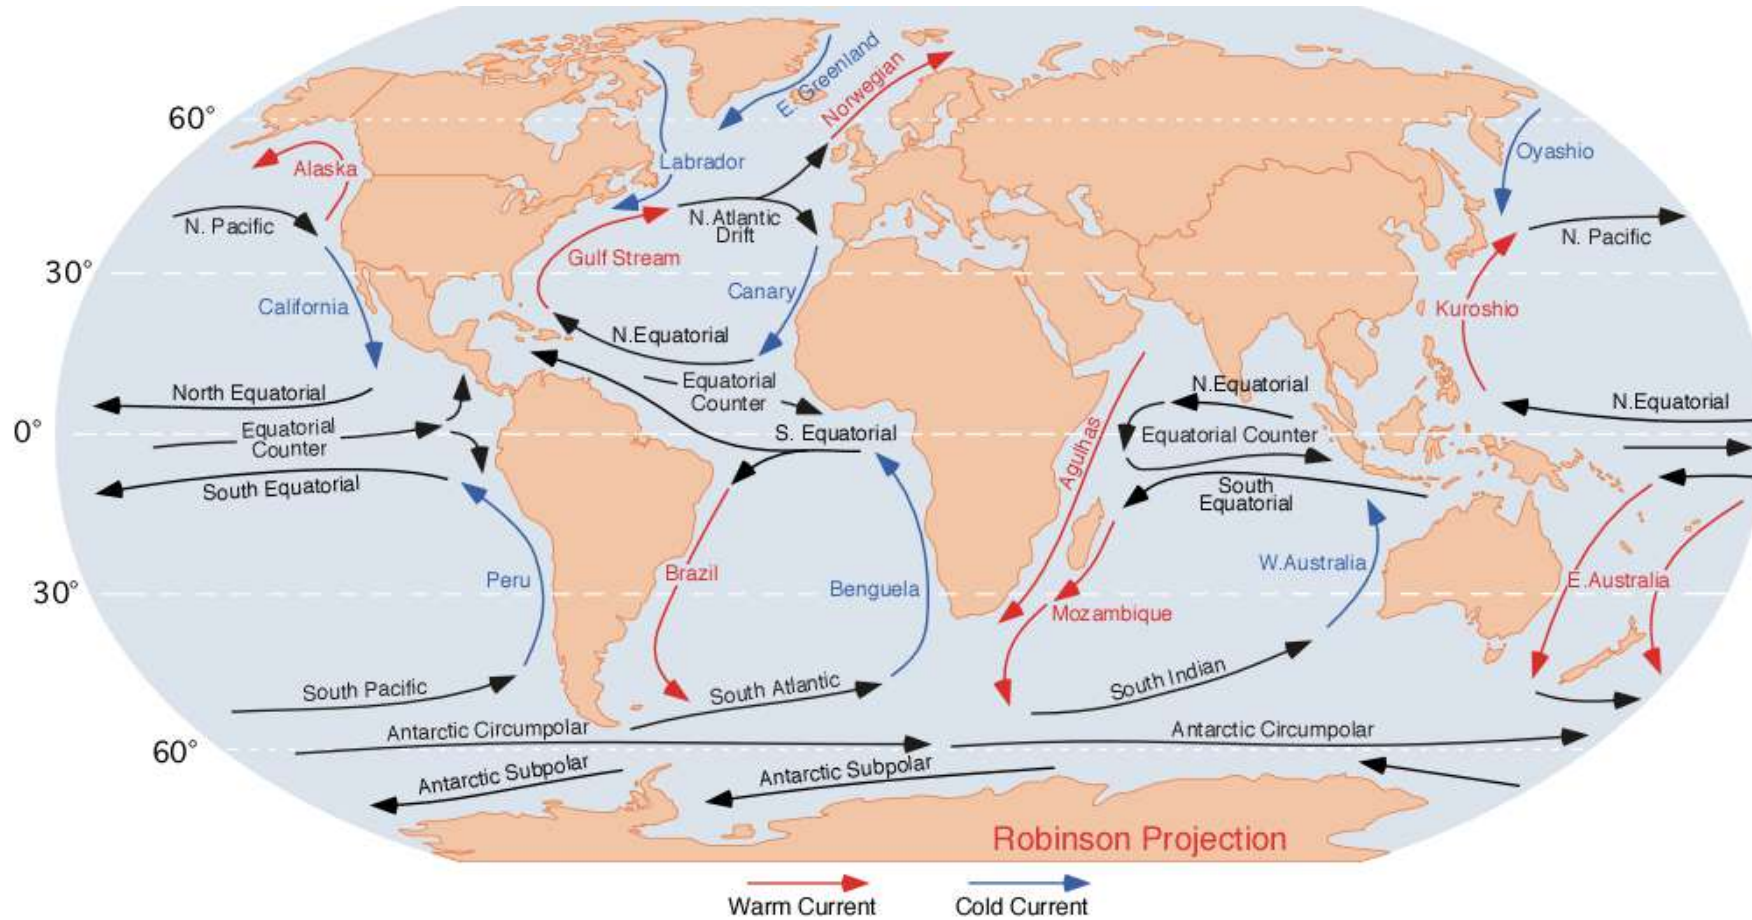 60°
E. Greenland
Norwegian
Labrador
Oyashio
Alaska
N. Pacific
N.Atlantic
Drift
N. Pacific
Gulf Stream
30°
California
Canary
Kuroshio
N.Equatorial
North Equatorial
Equatorial
Counter
N.Equatorial
N.Equatorial
0°
Equatorial
Counter
S. Equatorial
Agulhas
Equatorial Counter
South Equatorial
South
Equatorial
30°
Peru
Brazil
Benguela
W.Australia
E.Australia
Mozambique
South Pacific
South Atlantic
South Indian
60°
Antarctic Circumpolar
Antarctic Circumpolar
Antarctic Subpolar
Antarctic Subpolar
Robinson Projection
Warm Current
Cold Current